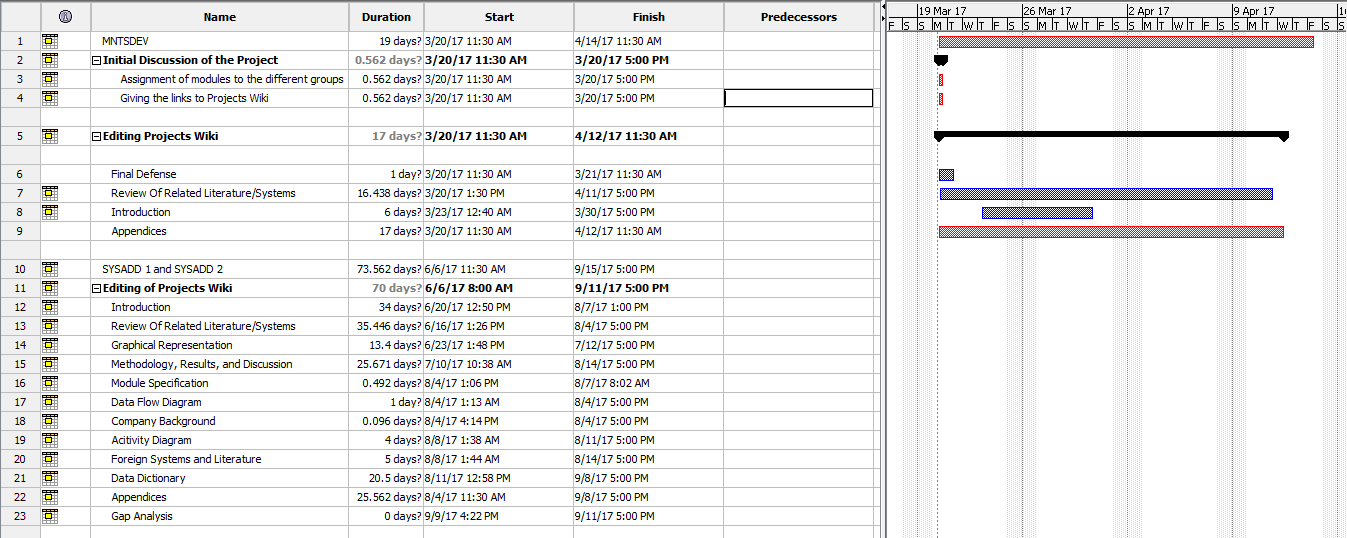 Name Duration Start Finish Predecessors
19 Mar 17 26 Mar 17 2 Apr 17 9 Apr 17 16
F S S M T W T F S S M T W T F S S M T W T F S S M T W T F S
1 MNTSDEV 19 days? 3/20/17 11:30 AM 4/14/17 11:30 AM
2 Initial Discussion of the Project 0.562 days? 3/20/17 11:30 AM 3/20/17 5:00 PM
3 Assignment of modules to the different groups 0.562 days? 3/20/17 11:30 AM 3/20/17 5:00 PM
4 Giving the links to Projects Wiki 0.562 days? 3/20/17 11:30 AM 3/20/17 5:00 PM
5 Editing Projects Wiki 17 days? 3/20/17 11:30 AM 4/12/17 11:30 AM
6 Final Defense 1 day? 3/20/17 11:30 AM 3/21/17 11:30 AM
7 Review Of Related Literature/Systems 16.438 days? 3/20/17 1:30 PM 4/11/17 5:00 PM
8 Introduction 6 days? 3/23/17 12:40 AM 3/30/17 5:00 PM
9 Appendices 17 days? 3/20/17 11:30 AM 4/12/17 11:30 AM
10 SYSADD 1 and SYSADD 2 73.562 days? 6/6/17 11:30 AM 9/15/17 5:00 PM
11 Editing of Projects Wiki 70 days? 6/6/17 8:00 AM 9/11/17 5:00 PM
12 Introduction 34 days? 6/20/17 12:50 PM 8/7/17 1:00 PM
13 Review Of Related Literature/Systems 35.446 days? 6/16/17 1:26 PM 8/4/17 5:00 PM
14 Graphical Representation 13.4 days? 6/23/17 1:48 PM 7/12/17 5:00 PM
15 Methodology, Results, and Discussion 25.671 days? 7/10/17 10:38 AM 8/14/17 5:00 PM
16 Module Specification 0.492 days? 8/4/17 1:06 PM 8/7/17 8:02 AM
17 Data Flow Diagram 1 day? 8/4/17 1:13 AM 8/4/17 5:00 PM
18 Company Background 0.096 days? 8/4/17 4:14 PM 8/4/17 5:00 PM
19 Acitivity Diagram 4 days? 8/8/17 1:38 AM 8/11/17 5:00 PM
20 Foreign Systems and Literature 5 days? 8/8/17 1:44 AM 8/14/17 5:00 PM
21 Data Dictionary 20.5 days? 8/11/17 12:58 PM 9/8/17 5:00 PM
22 Appendices 25.562 days? 8/4/17 11:30 AM 9/8/17 5:00 PM
23 Gap Analysis 0 days? 9/9/17 4:22 PM 9/11/17 5:00 PM